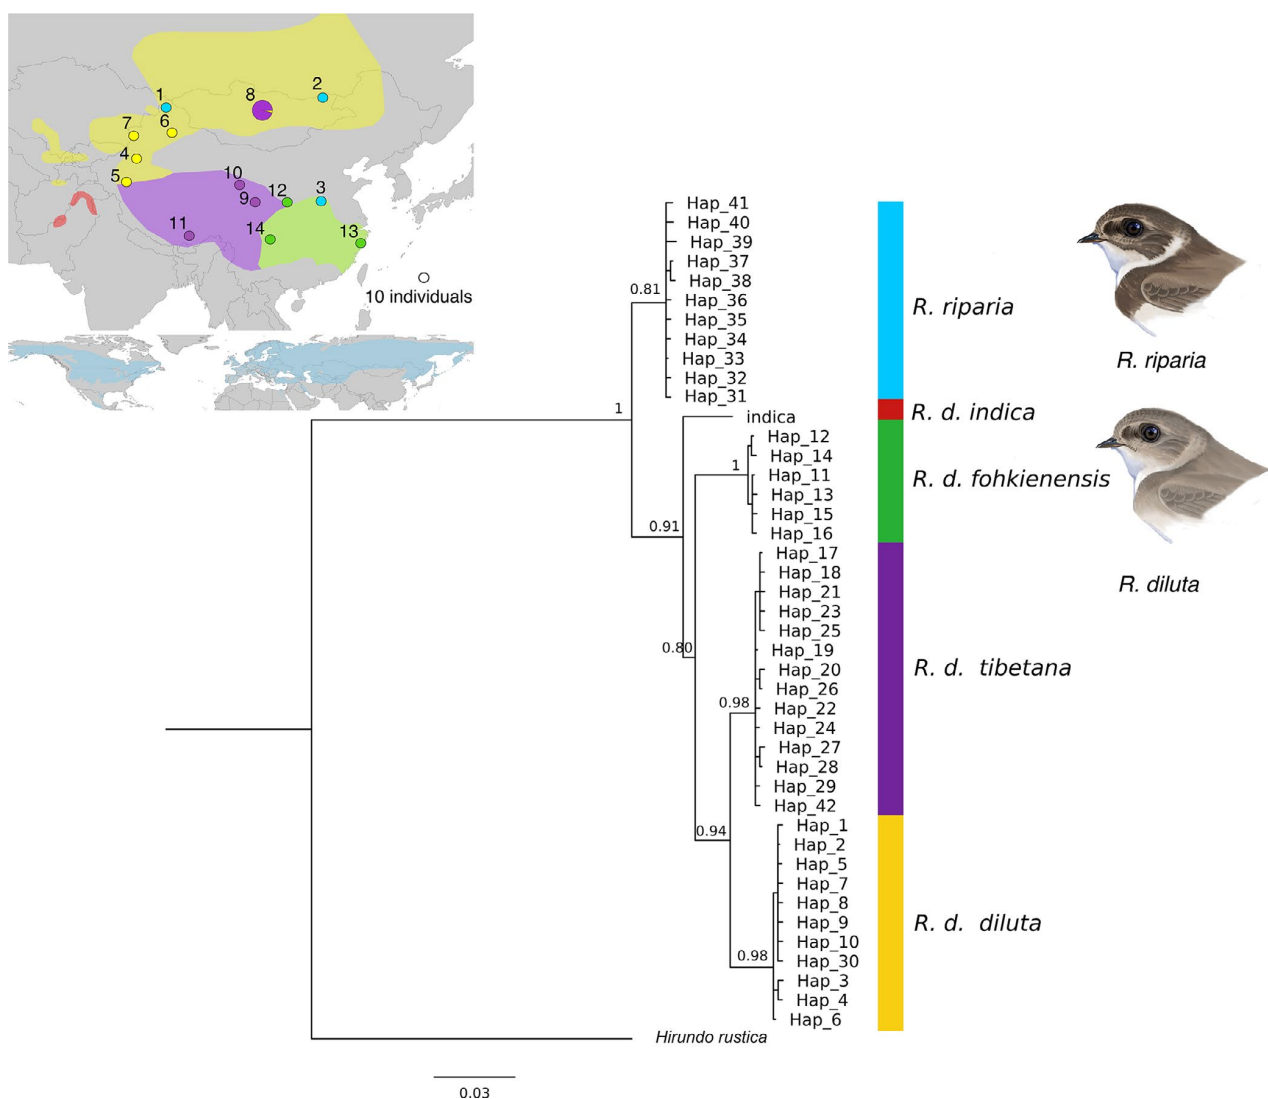 1
2
8
7
6
4
5
10
9
12
3
11
14
13
10 individuals
Hap_41
Hap_40
Hap_39
Hap_37
0.81
Hap_38
Hap_36
R. riparia
Hap_35
Hap_34
Hap_33
R. riparia
Hap_32
Hap_31
1
indica
R. d. indica
Hap_12
Hap_14
1
Hap_11
R. d. fohkienensis
Hap_13
Hap_15
0.91
Hap_16
Hap_17
Hap_18
R. diluta
Hap_21
Hap_23
Hap_25
0.80
Hap_19
Hap_20
R. d. tibetana
Hap_26
0.98
Hap_22
Hap_24
Hap_27
Hap_28
Hap_29
Hap_42
0.94
Hap_1
Hap_2
Hap_5
Hap_7
Hap_8
Hap_9
R. d. diluta
Hap_10
0.98
Hap_30
Hap_3
Hap_4
Hap_6
Hirundo rustica
0.03